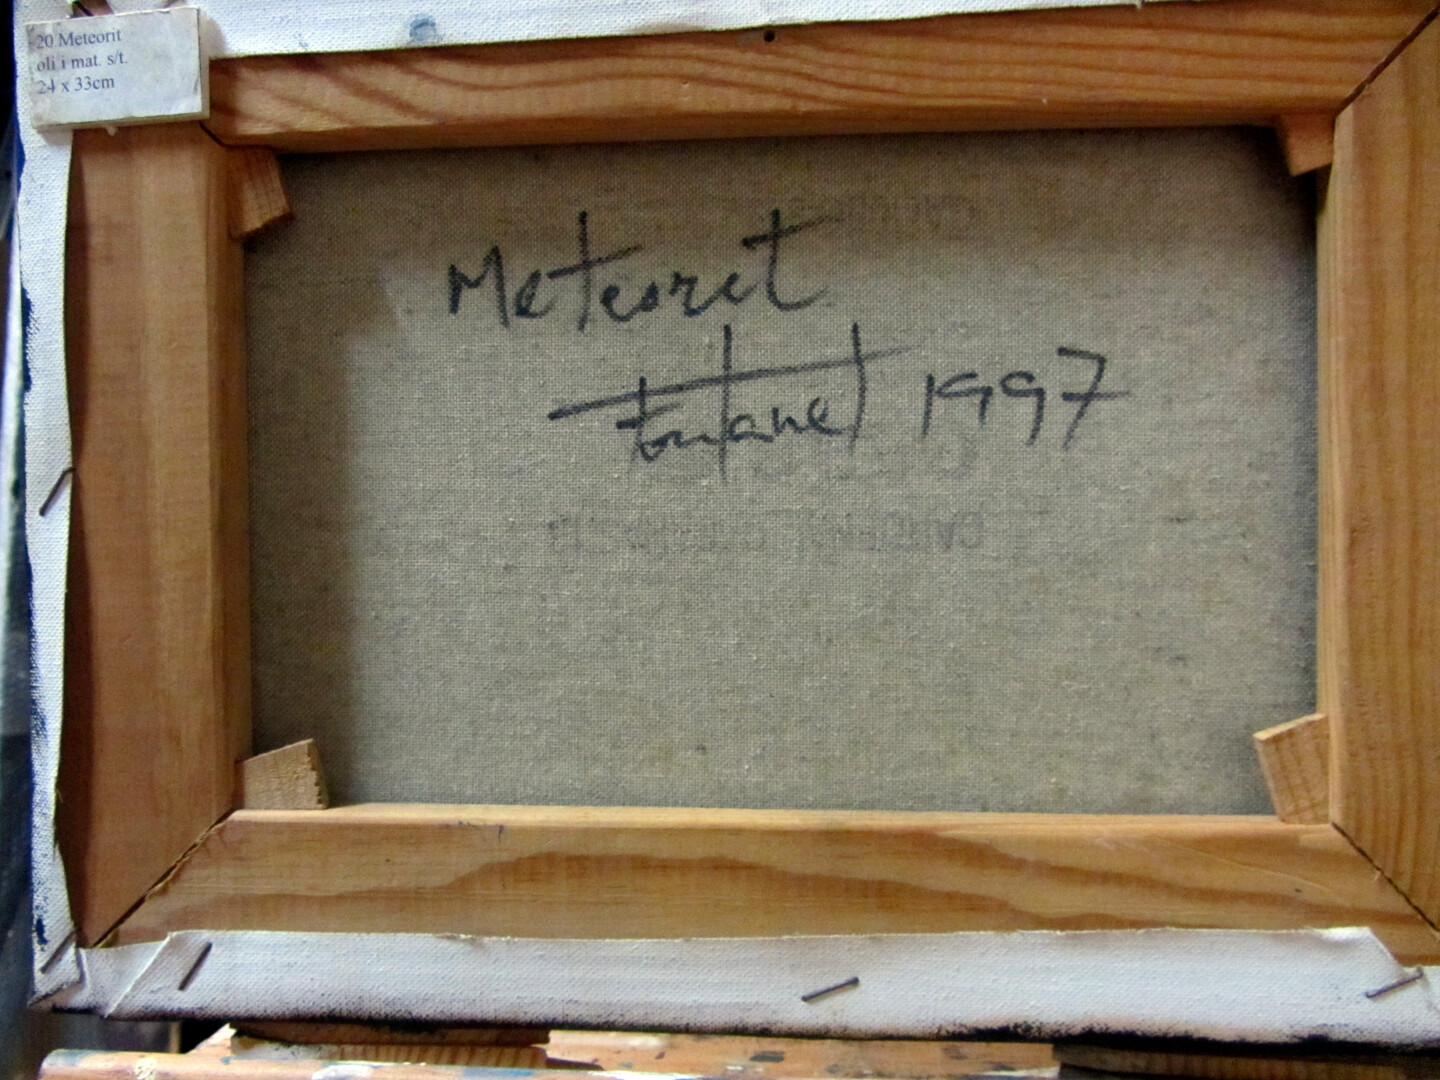 20 Meteorit
oli i mat. s/t.
24 x 33cm
Meteorit
Fontanet 1997